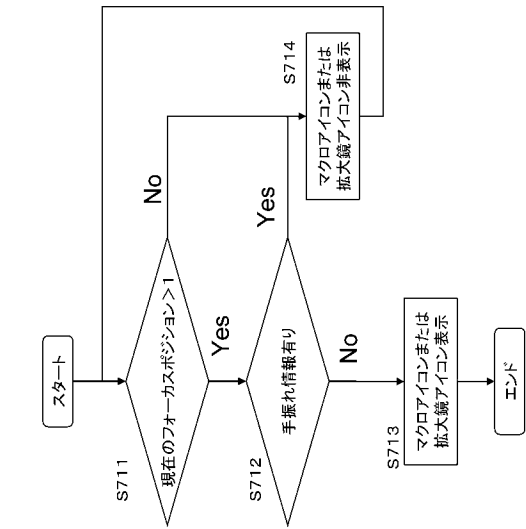 スタート
S711
現在のフォーカスポジション>1
No
Yes
S712
手振れ情報有り
Yes
No
S714
マクロアイコンまたは
拡大鏡アイコン非表示
S713
マクロアイコンまたは
拡大鏡アイコン表示
エンド